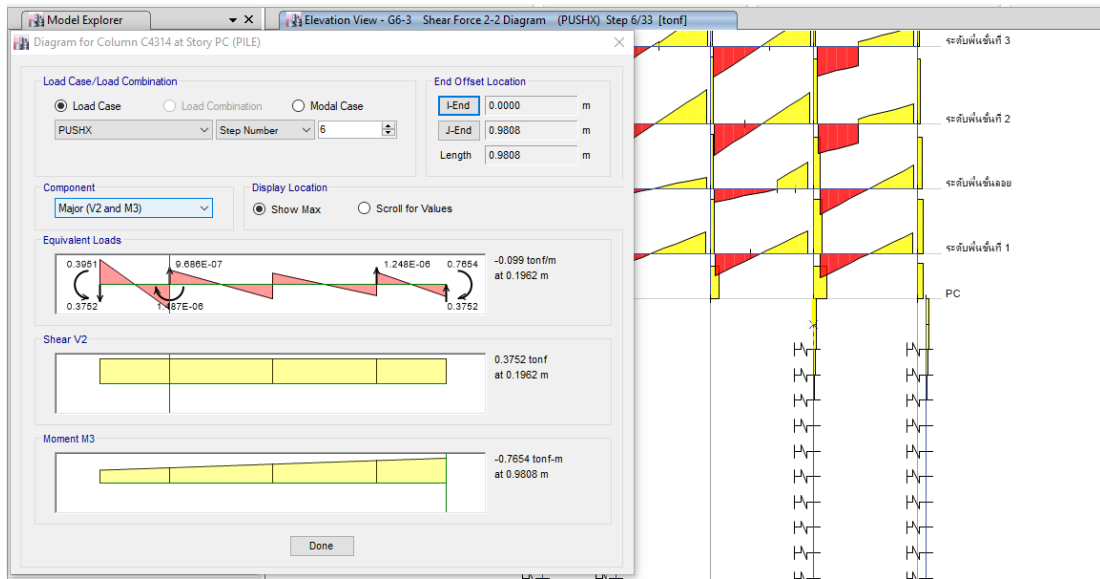 Model Explorer
Elevation View - G6-3 Shear Force 2-2 Diagram (PUSHX) Step 6/33 [tonf]
Diagram for Column C4314 at Story PC (PILE)
Load Case/Load Combination
Load Case
Load Combination
Modal Case
PUSHX
Step Number
6
End Offset Location
I-End
0.0000
m
J-End
0.9808
m
Length
0.9808
m
Component
Major (V2 and M3)
Display Location
Show Max
Scroll for Values
Equivalent Loads
0.3951
9.686E-07
1.248E-06
0.7654
0.3752
1.487E-06
0.3752
-0.099 tonf/m
at 0.1962 m
Shear V2
0.3752 tonf
at 0.1962 m
Moment M3
-0.7654 tonf-m
at 0.9808 m
Done
ระดับพื้นชั้นที่ 3
ระดับพื้นชั้นที่ 2
ระดับพื้นชั้นลอย
ระดับพื้นชั้นที่ 1
PC